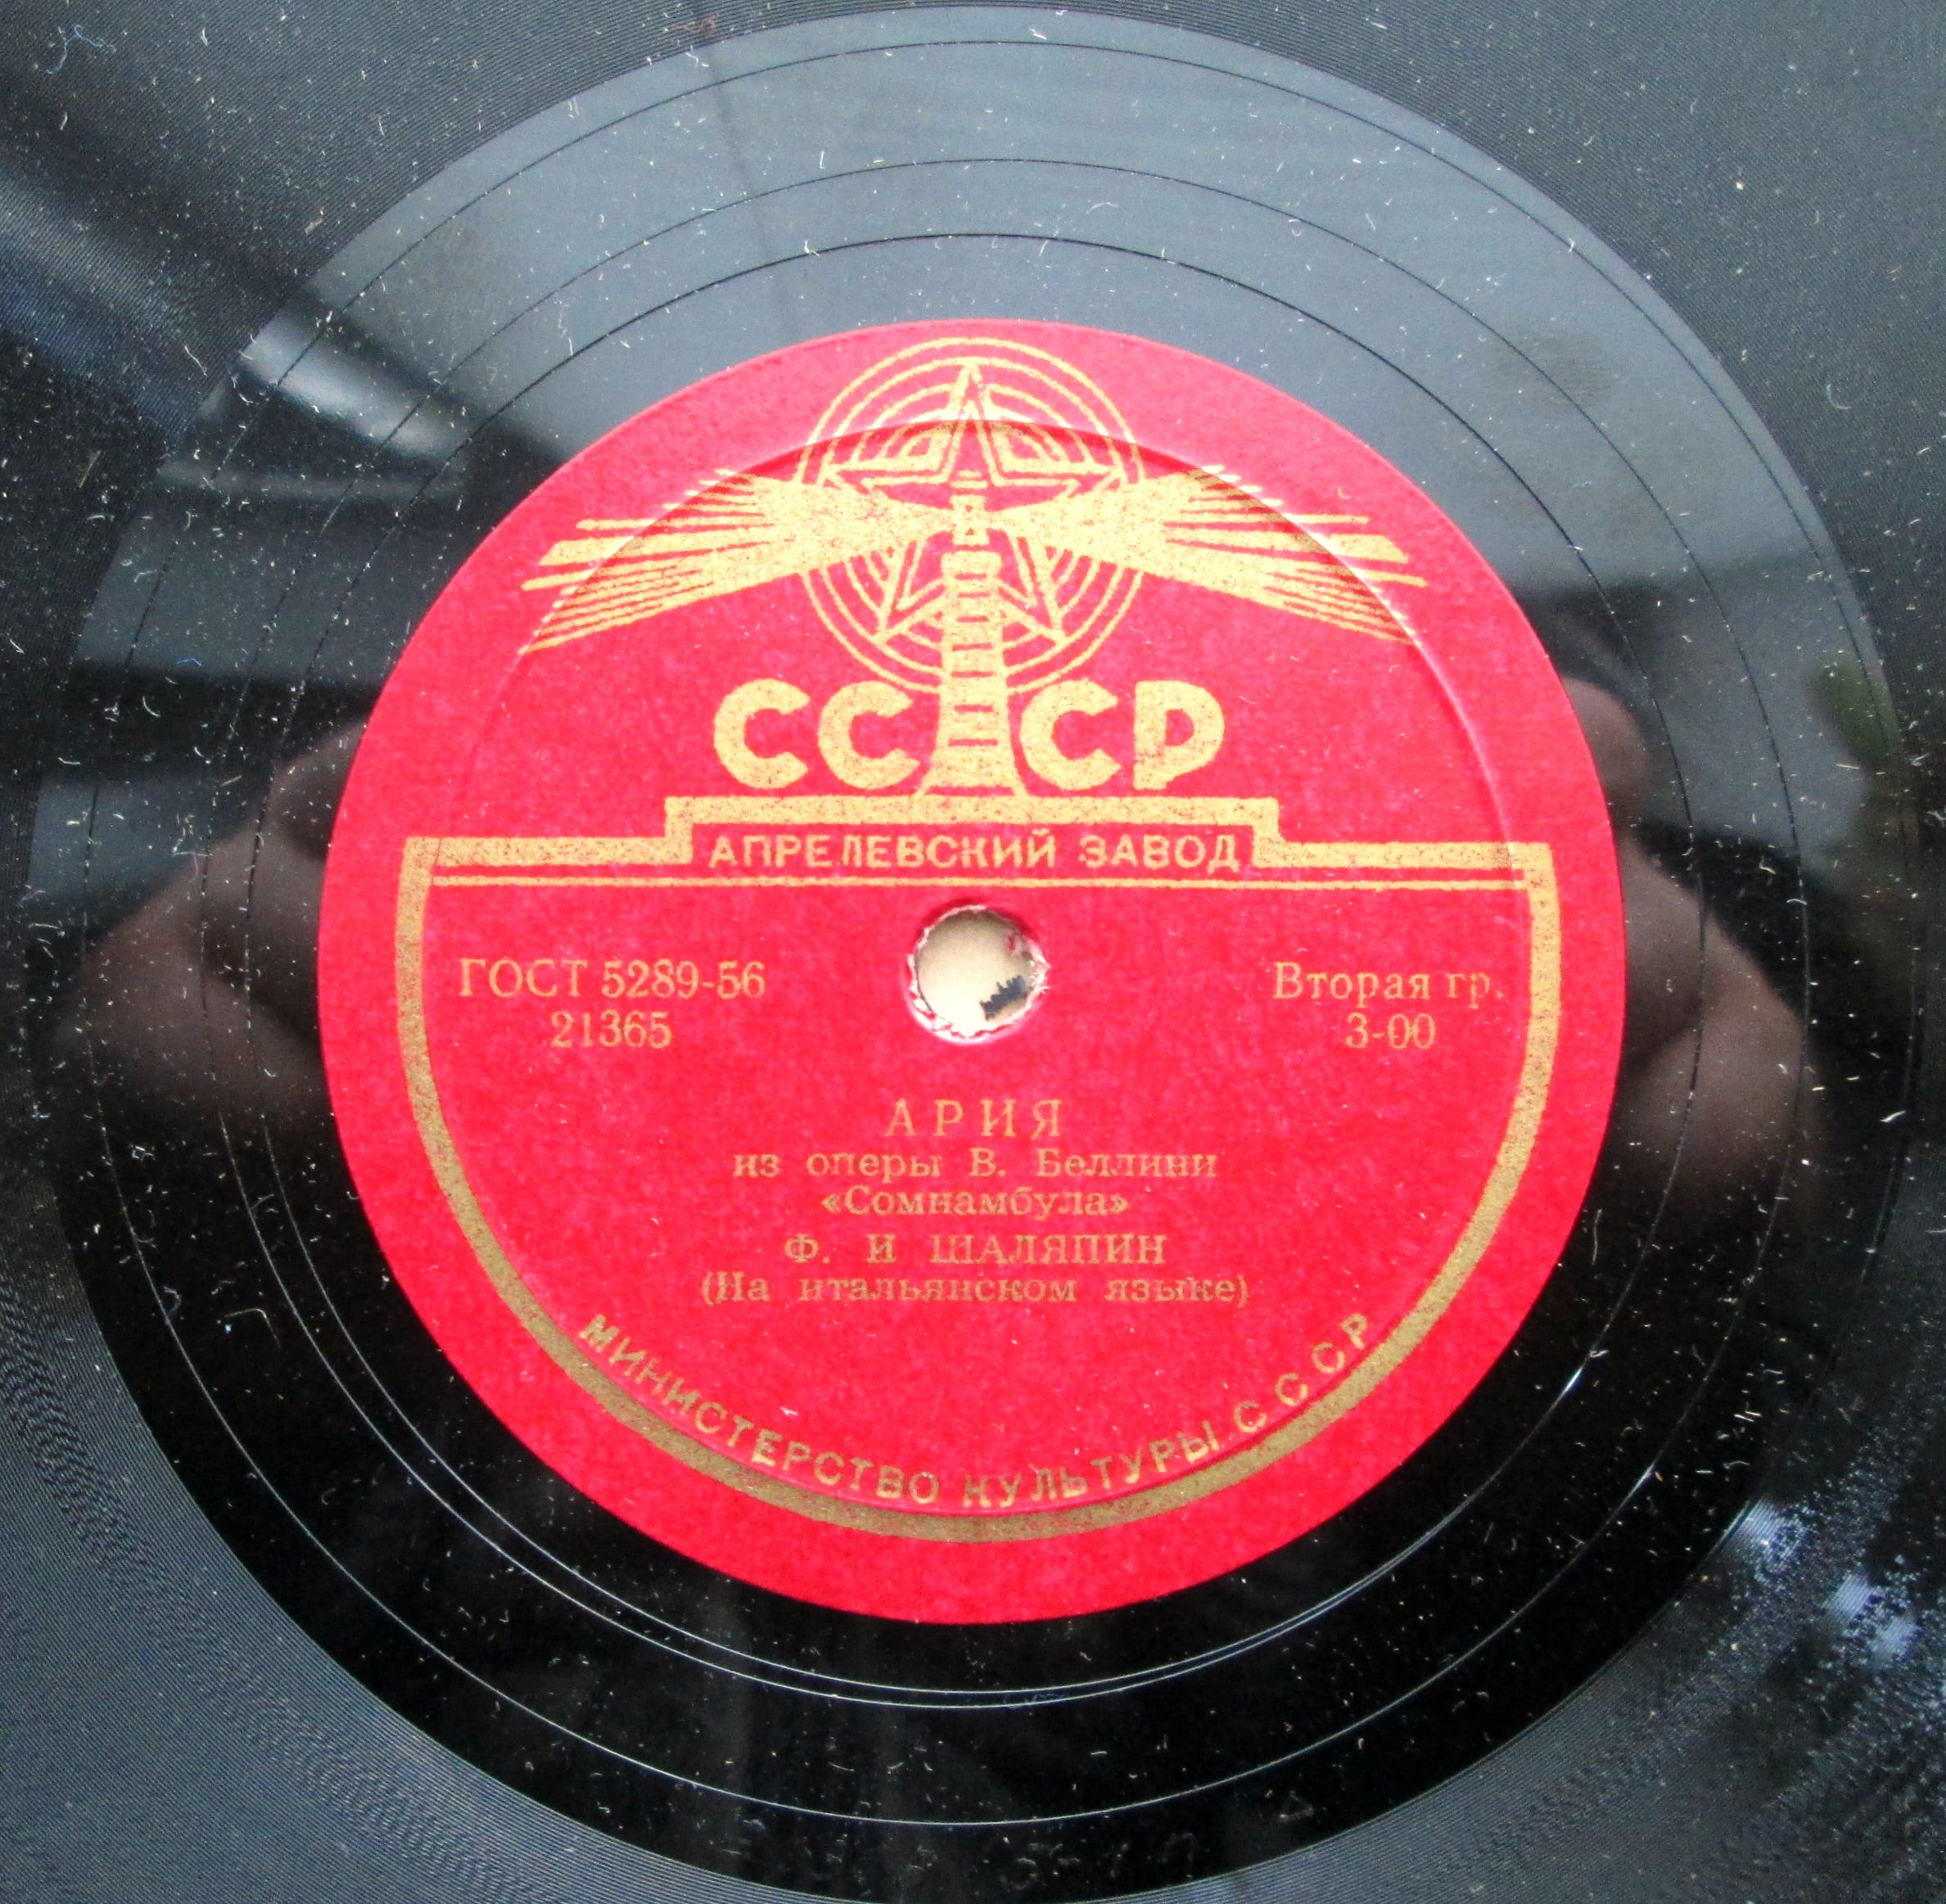 СССР
АПРЕЛЕВСКИЙ ЗАВОД
ГОСТ 5289-56
Вторая гр.
21365
3-00
АРИЯ
из оперы В. Беллини
«Сомнамбула»
Ф. И ШАЛЯПИН
(На итальянском языке)
МИНИСТЕРСТВО КУЛЬТУРЫ СССР